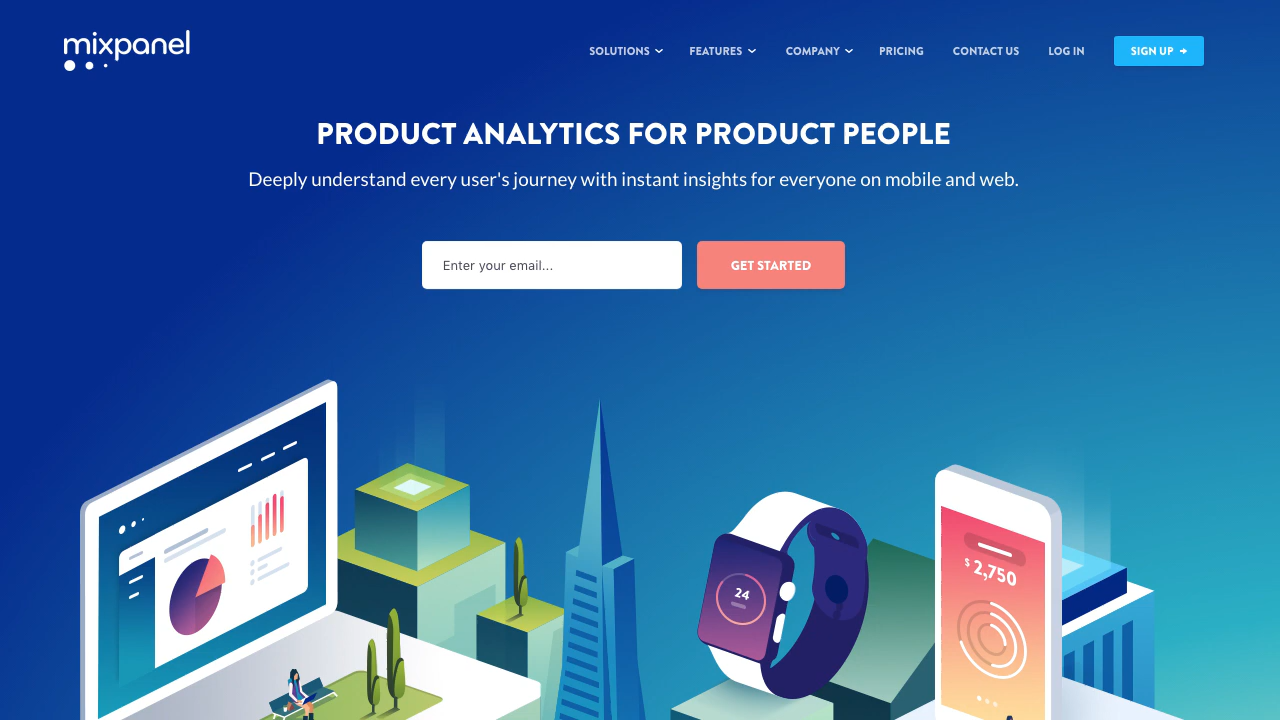 mixpanel
SOLUTIONS FEATURES COMPANY PRICING CONTACT US LOG IN SIGN UP →
PRODUCT ANALYTICS FOR PRODUCT PEOPLE
Deeply understand every user's journey with instant insights for everyone on mobile and web.
Enter your email... GET STARTED
$ 2,750
24